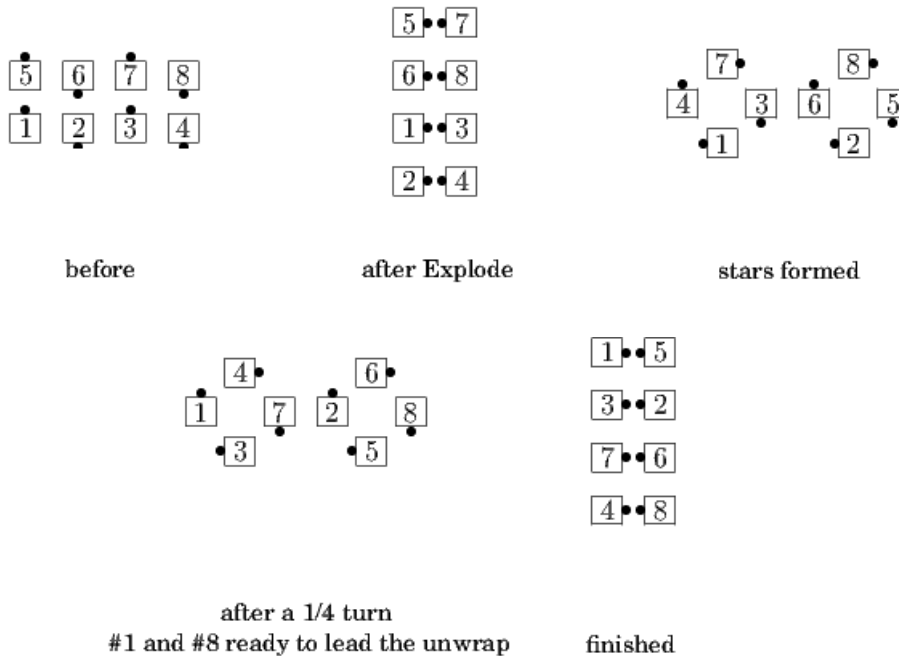 5 6 7 8
1 2 3 4
before
5 7
6 8
1 3
2 4
after Explode
7 8
4 3 6 5
1 2
stars formed
4 6
1 7 2 8
3 5
after a 1/4 turn
#1 and #8 ready to lead the unwrap
1 5
3 2
7 6
4 8
finished